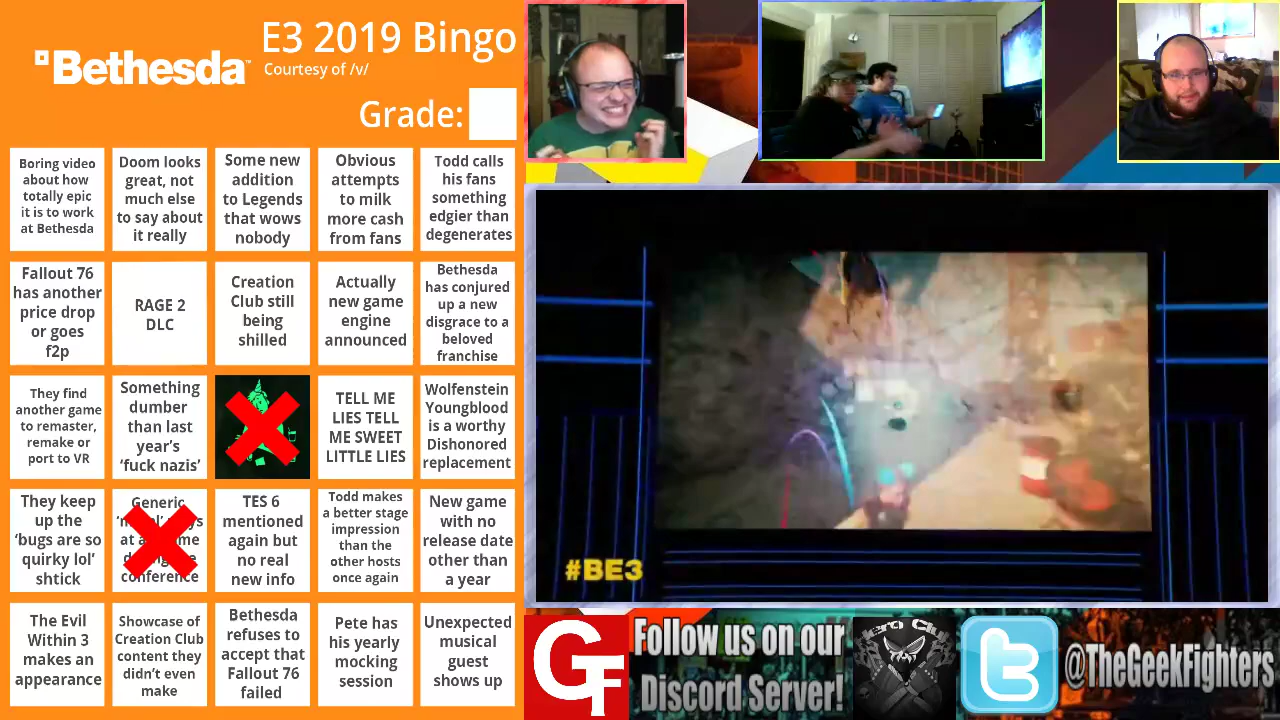 E3 2019 Bingo
Bethesda™
Courtesy of /v/
Grade:
Boring video
about how
totally epic
it is to work
at Bethesda
Doom looks
great, not
much else
to say about
it really
Some new
addition
to Legends
that wows
nobody
Obvious
attempts
to milk
more cash
from fans
Todd calls
his fans
something
edgier than
degenerates
Fallout 76
has another
price drop
or goes
f2p
RAGE 2
DLC
Creation
Club still
being
shilled
Actually
new game
engine
announced
Bethesda
has conjured
up a new
disgrace to a
beloved
franchise
They find
another game
to remaster,
remake or
port to VR
Something
dumber
than last
year's
'fuck nazis'
TELL ME
LIES TELL
ME SWEET
LITTLE LIES
Wolfenstein
Youngblood
is a worthy
Dishonored
replacement
They keep
up the
'bugs are so
quirky lol'
shtick
Generic
at
conference
TES 6
mentioned
again but
no real
new info
Todd makes
a better stage
impression
than the
other hosts
once again
New game
with no
release date
other than
a year
The Evil
Within 3
makes an
appearance
Showcase of
Creation Club
content they
didn't even
make
Bethesda
refuses to
accept that
Fallout 76
failed
Pete has
his yearly
mocking
session
Unexpected
musical
guest
shows up
#BE3
GF
Follow us on our
Discord Server!
Hero Club
@TheGeekFighters